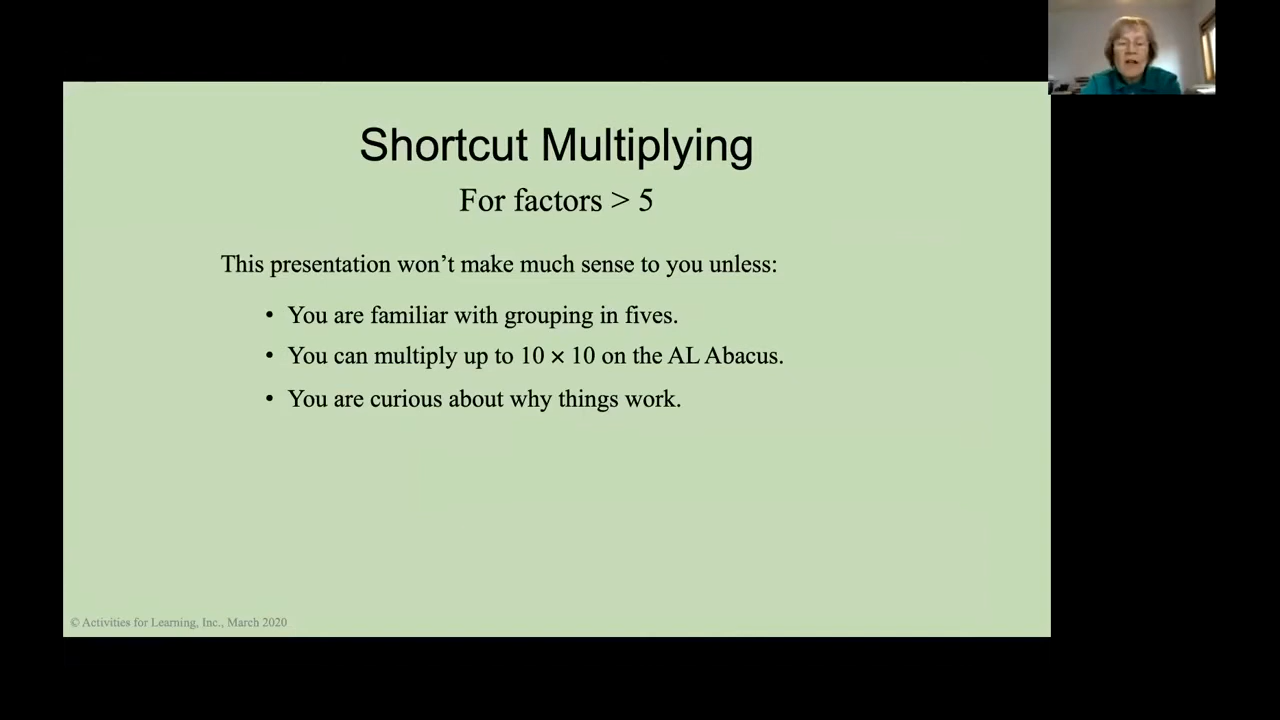 Shortcut Multiplying
For factors > 5
This presentation won’t make much sense to you unless:
• You are familiar with grouping in fives.
• You can multiply up to 10 × 10 on the AL Abacus.
• You are curious about why things work.
© Activities for Learning, Inc., March 2020